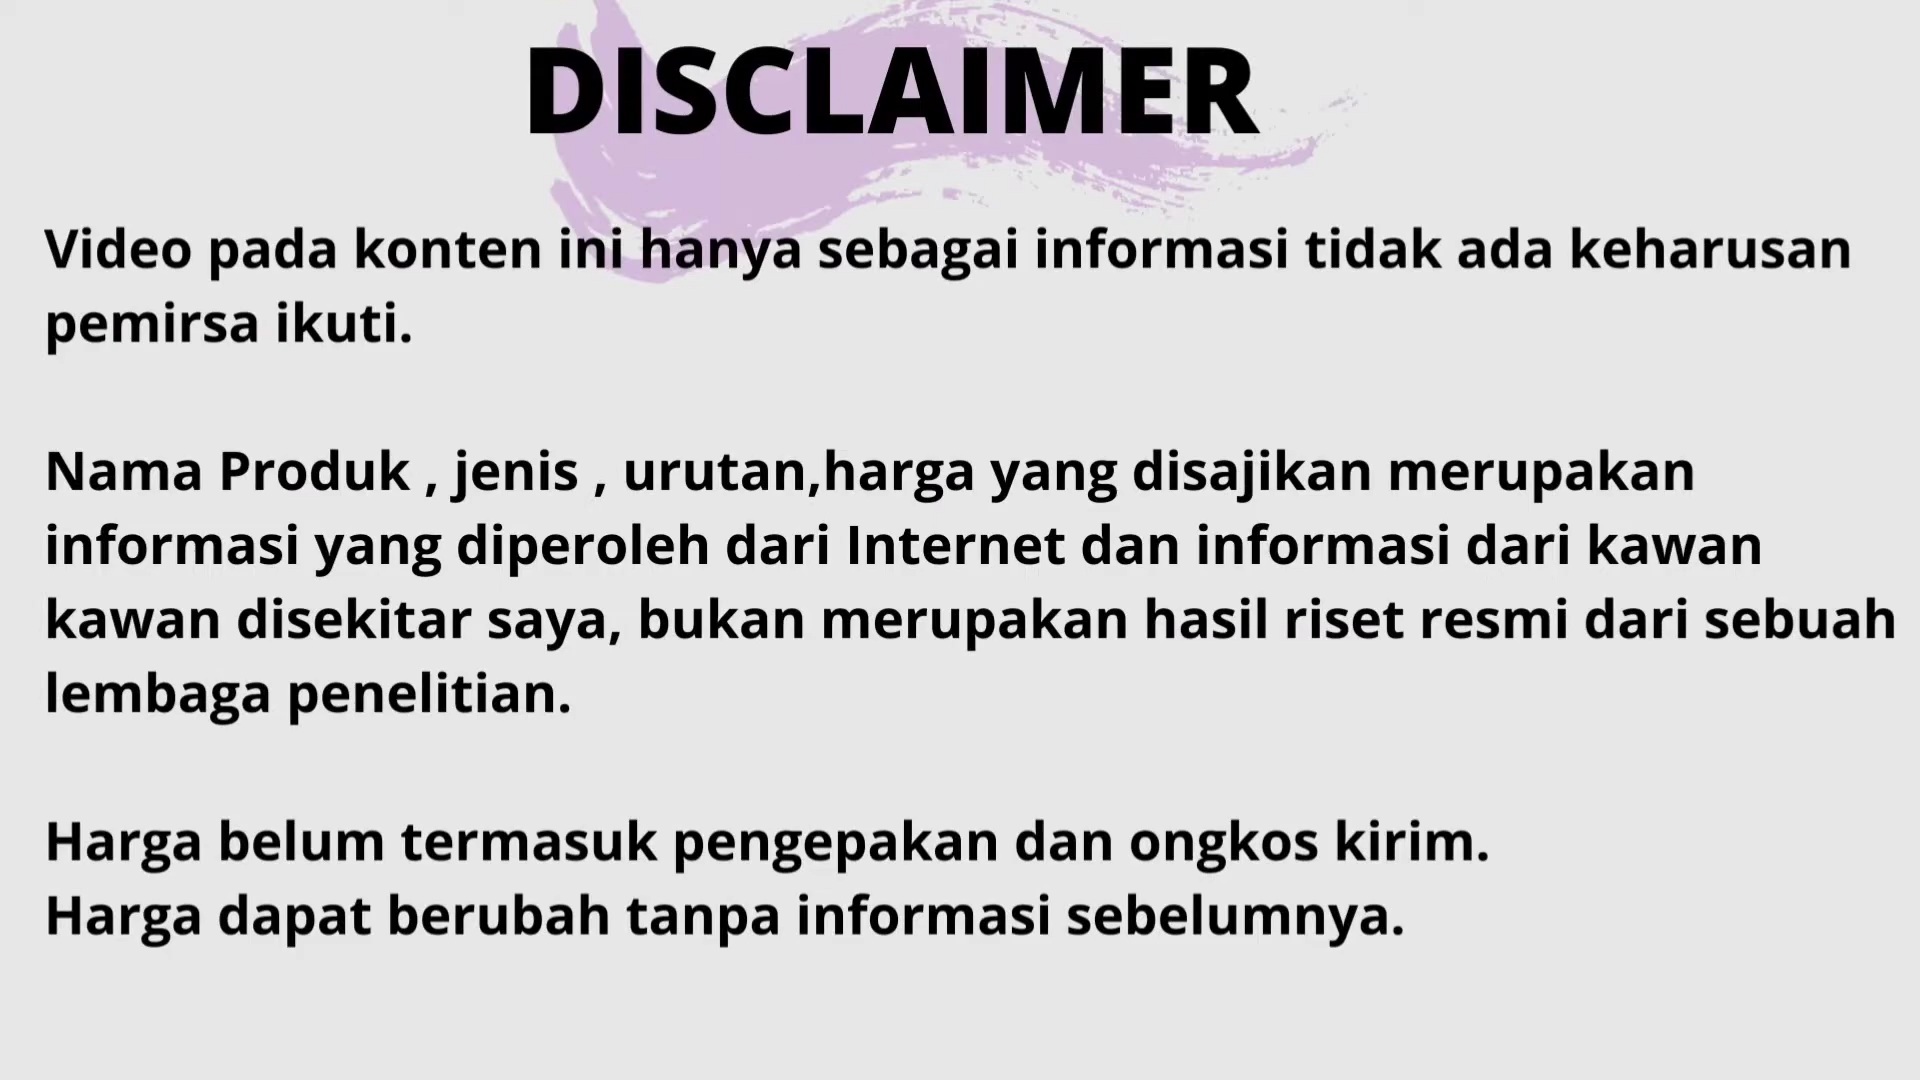 DISCLAIMER
Video pada konten ini hanya sebagai informasi tidak ada keharusan
pemirsa ikuti.
Nama Produk , jenis , urutan,harga yang disajikan merupakan
informasi yang diperoleh dari Internet dan informasi dari kawan
kawan disekitar saya, bukan merupakan hasil riset resmi dari sebuah
lembaga penelitian.
Harga belum termasuk pengepakan dan ongkos kirim.
Harga dapat berubah tanpa informasi sebelumnya.